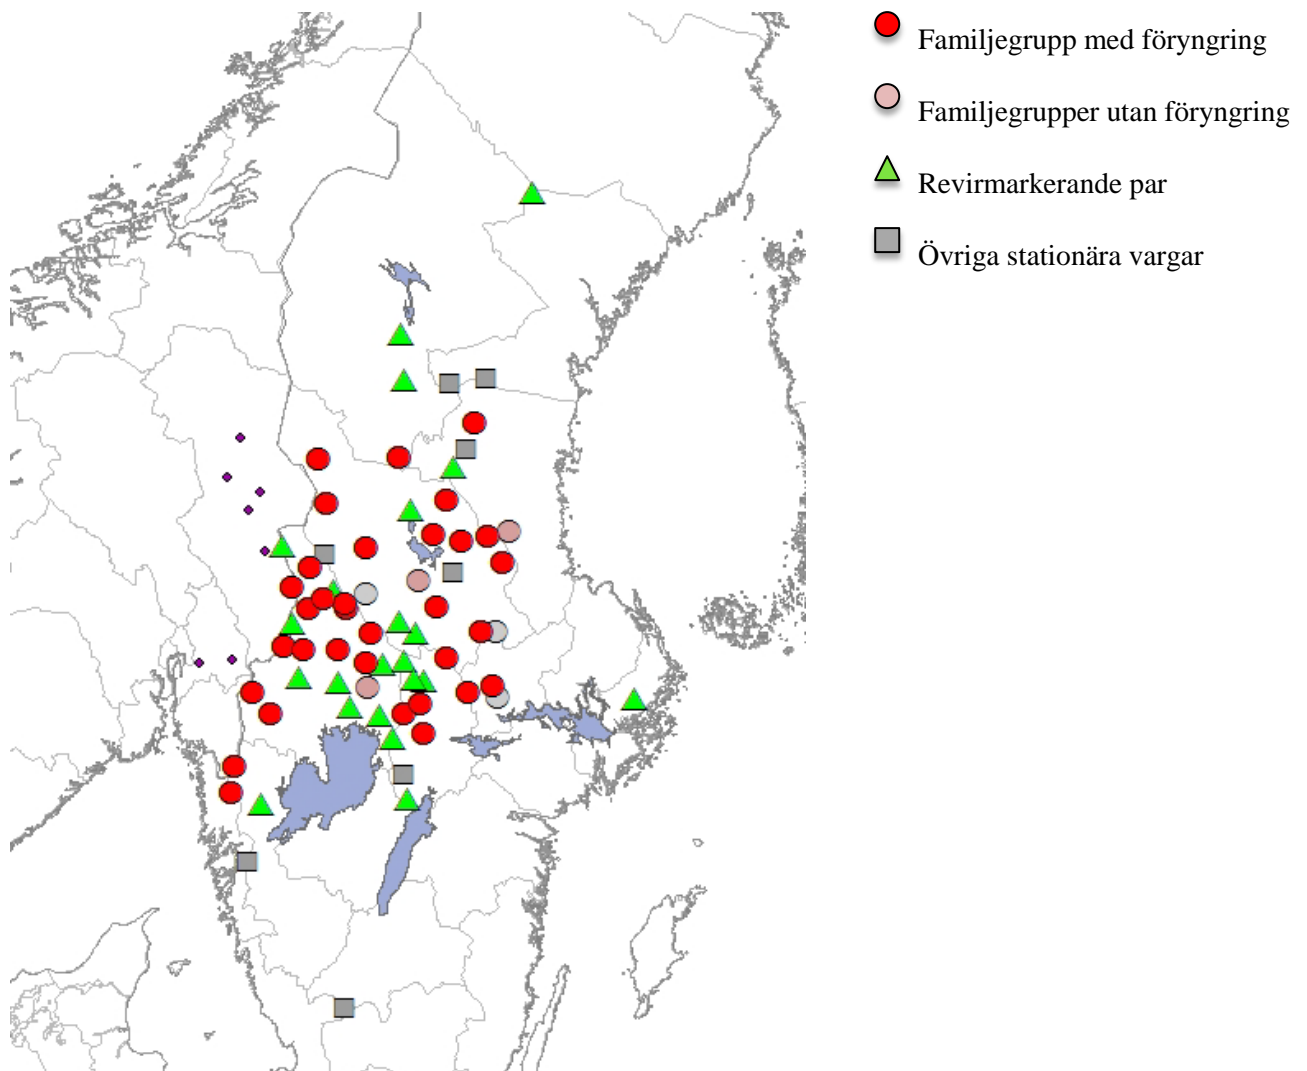 Familjegrupp med föryngring
Familjegrupper utan föryngring
Revirmarkerande par
Övriga stationära vargar